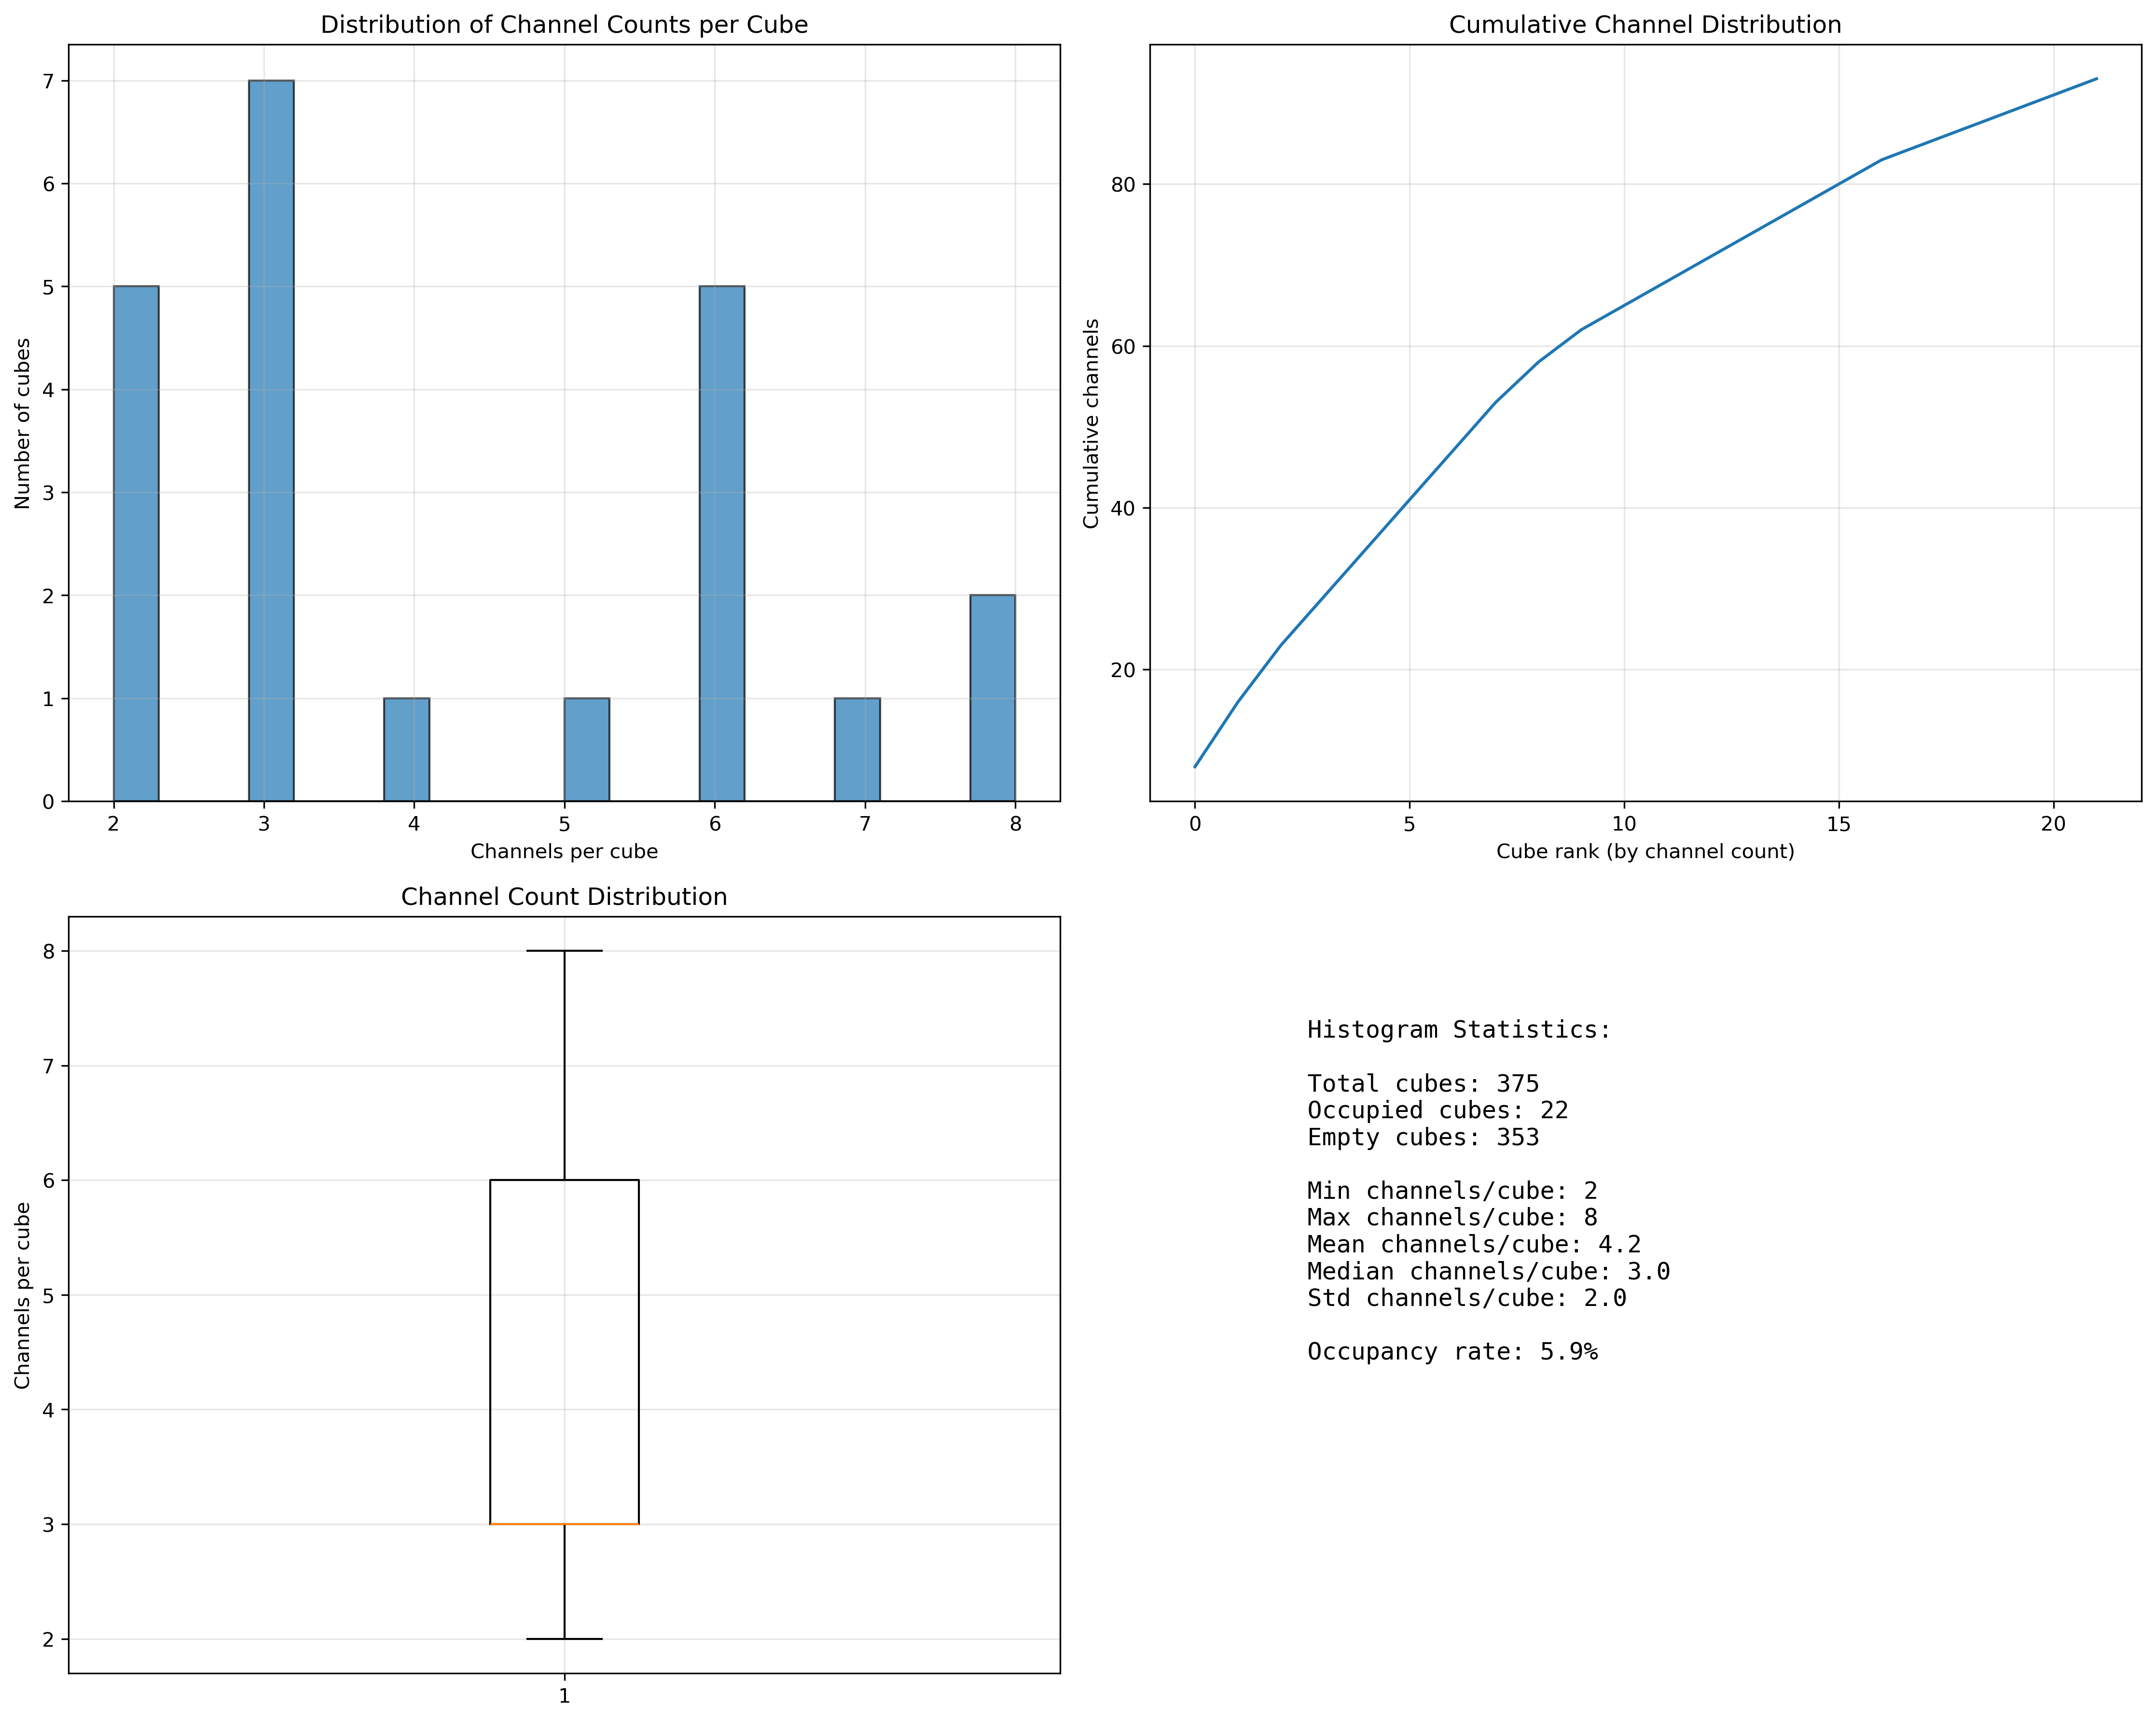 Distribution of Channel Counts per Cube
7
6
5
4
3
2
1
0
Number of cubes
2 3 4 5 6 7 8
Channels per cube
Cumulative Channel Distribution
80
60
40
20
Cumulative channels
0 5 10 15 20
Cube rank (by channel count)
Channel Count Distribution
8
7
6
5
4
3
2
Channels per cube
1
Histogram Statistics:
Total cubes: 375
Occupied cubes: 22
Empty cubes: 353
Min channels/cube: 2
Max channels/cube: 8
Mean channels/cube: 4.2
Median channels/cube: 3.0
Std channels/cube: 2.0
Occupancy rate: 5.9%